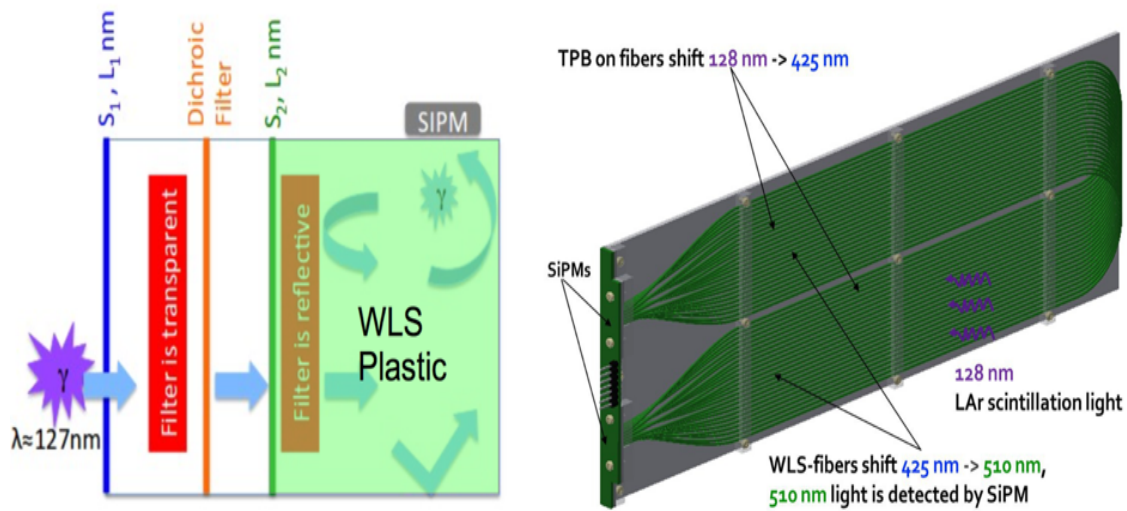 S₁ , L₁ nm
Dichroic
Filter
S₂, L₂ nm
SIPM
Filter is transparent
Filter is reflective
γ
γ
WLS
Plastic
λ≈127nm
TPB on fibers shift 128 nm -> 425 nm
SiPMs
128 nm
LAr scintillation light
WLS-fibers shift 425 nm -> 510 nm,
510 nm light is detected by SiPM